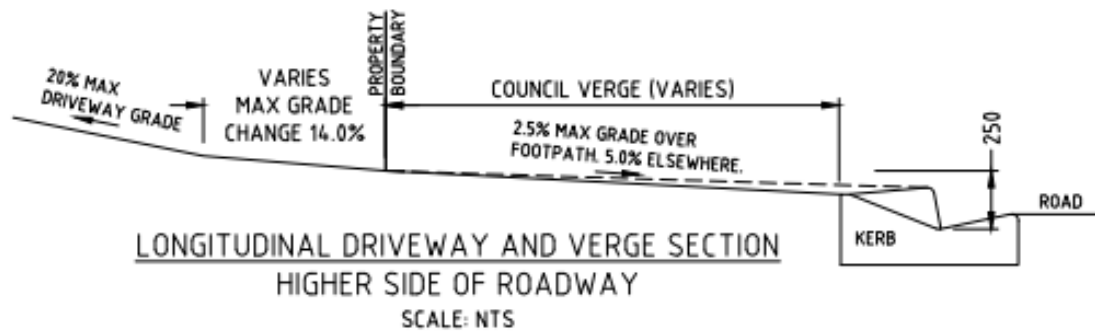 20% MAX
DRIVEWAY GRADE
VARIES
MAX GRADE
CHANGE 14.0%
PROPERTY
BOUNDARY
COUNCIL VERGE (VARIES)
2.5% MAX GRADE OVER
FOOTPATH. 5.0% ELSEWHERE.
250
ROAD
KERB
LONGITUDINAL DRIVEWAY AND VERGE SECTION
HIGHER SIDE OF ROADWAY
SCALE: NTS